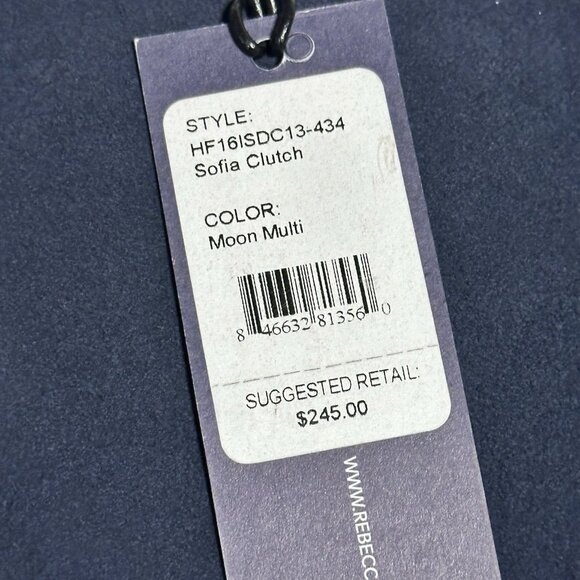 STYLE:
HF16ISDC13-434
Sofia Clutch
COLOR:
Moon Multi
8 46632 81356 0
SUGGESTED RETAIL:
$245.00
WWW.REBECC